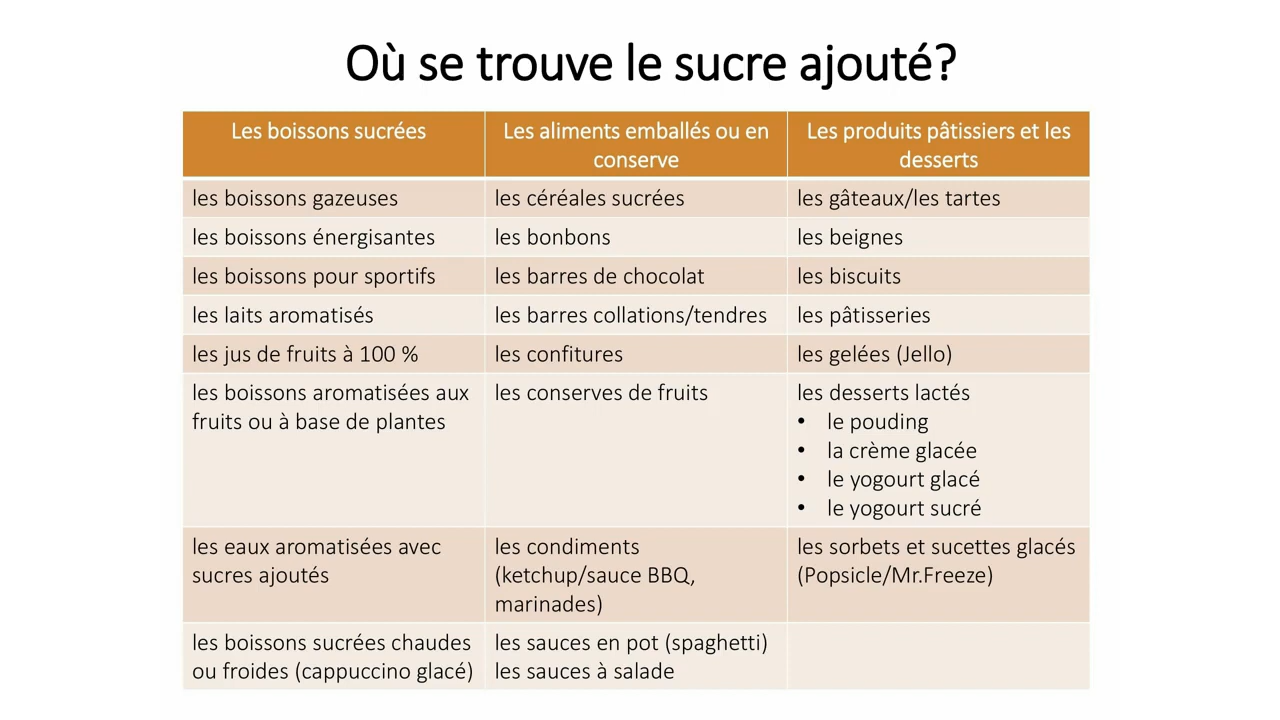 Où se trouve le sucre ajouté?
Les boissons sucrées
Les aliments emballés ou en
conserve
Les produits pâtissiers et les
desserts
les boissons gazeuses
les céréales sucrées
les gâteaux/les tartes
les boissons énergisantes
les bonbons
les beignes
les boissons pour sportifs
les barres de chocolat
les biscuits
les laits aromatisés
les barres collations/tendres
les pâtisseries
les jus de fruits à 100 %
les confitures
les gelées (Jello)
les boissons aromatisées aux
fruits ou à base de plantes
les conserves de fruits
les desserts lactés
• le pouding
• la crème glacée
• le yogourt glacé
• le yogourt sucré
les eaux aromatisées avec
sucres ajoutés
les condiments
(ketchup/sauce BBQ,
marinades)
les sorbets et sucettes glacés
(Popsicle/Mr.Freeze)
les boissons sucrées chaudes
ou froides (cappuccino glacé)
les sauces en pot (spaghetti)
les sauces à salade